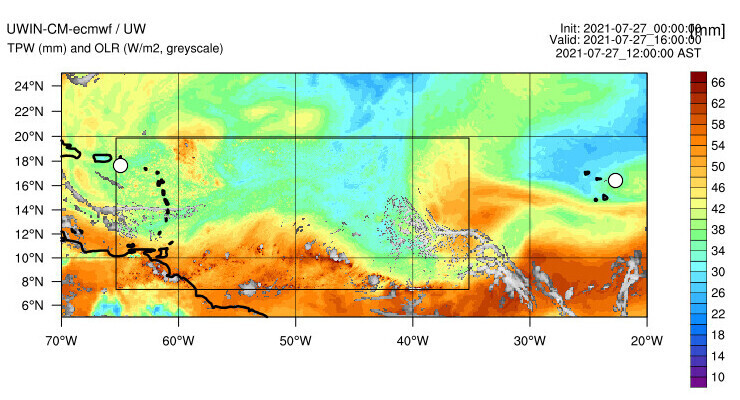 UWIN-CM-ecmwf / UW
Init: 2021-07-27_00:00:00
[mm]
TPW (mm) and OLR (W/m2, greyscale)
Valid: 2021-07-27_16:00:00
2021-07-27_12:00:00 AST
24°N
22°N
20°N
18°N
16°N
14°N
12°N
10°N
8°N
6°N
70°W 60°W 50°W 40°W 30°W 20°W
66
62
58
54
50
46
42
38
34
30
26
22
18
14
10